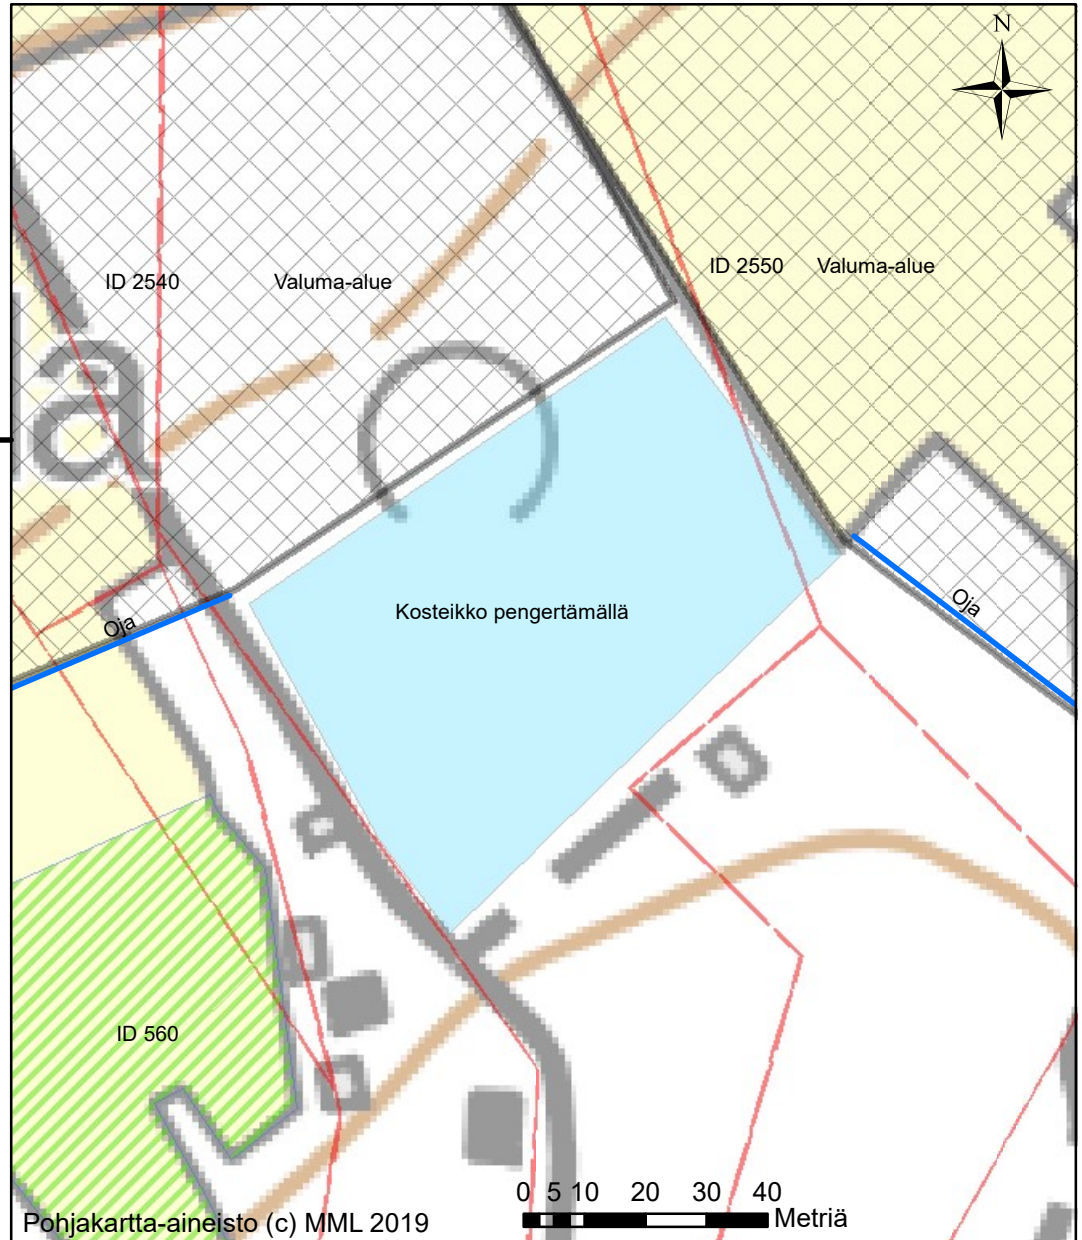 N
ID 2540
Valuma-alue
ID 2550
Valuma-alue
la
Oja
Kosteikko pengertämällä
Oja
ID 560
0 5 10 20 30 40
Metriä
Pohjakartta-aineisto (c) MML 2019